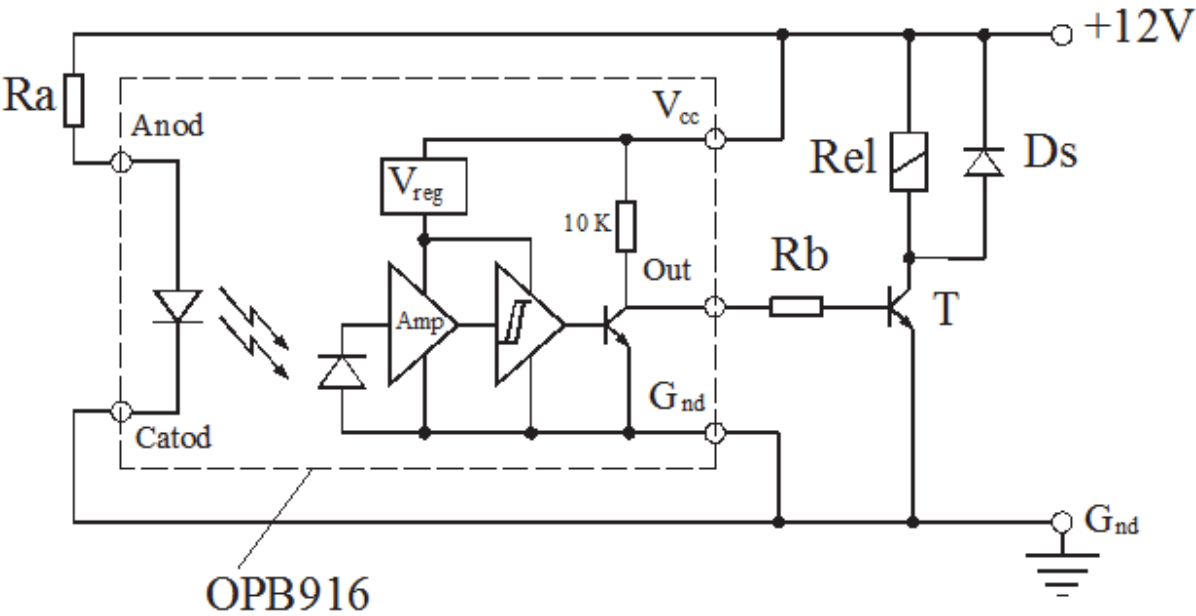 +12V
Ra
Anod
Vcc
Rel
Ds
Vreg
10 K
Out
Rb
Amp
T
Gnd
Catod
Gnd
OPB916